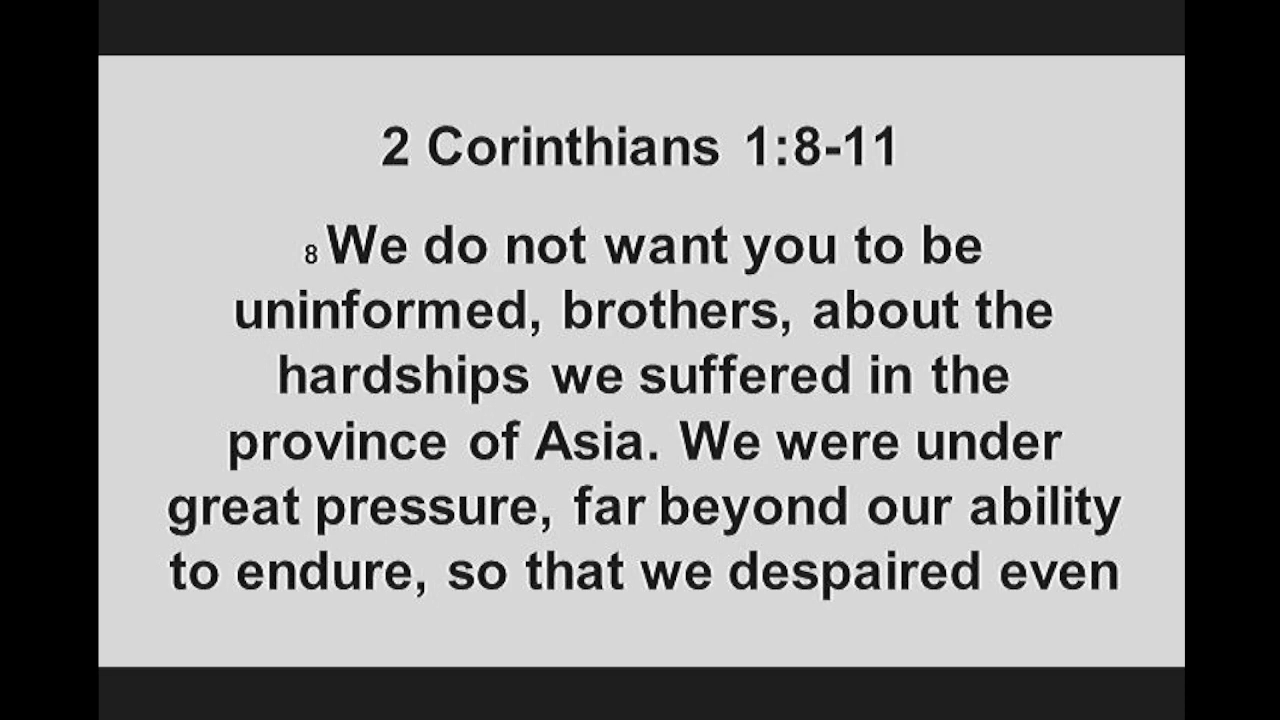 2 Corinthians 1:8-11
8 We do not want you to be
uninformed, brothers, about the
hardships we suffered in the
province of Asia. We were under
great pressure, far beyond our ability
to endure, so that we despaired even